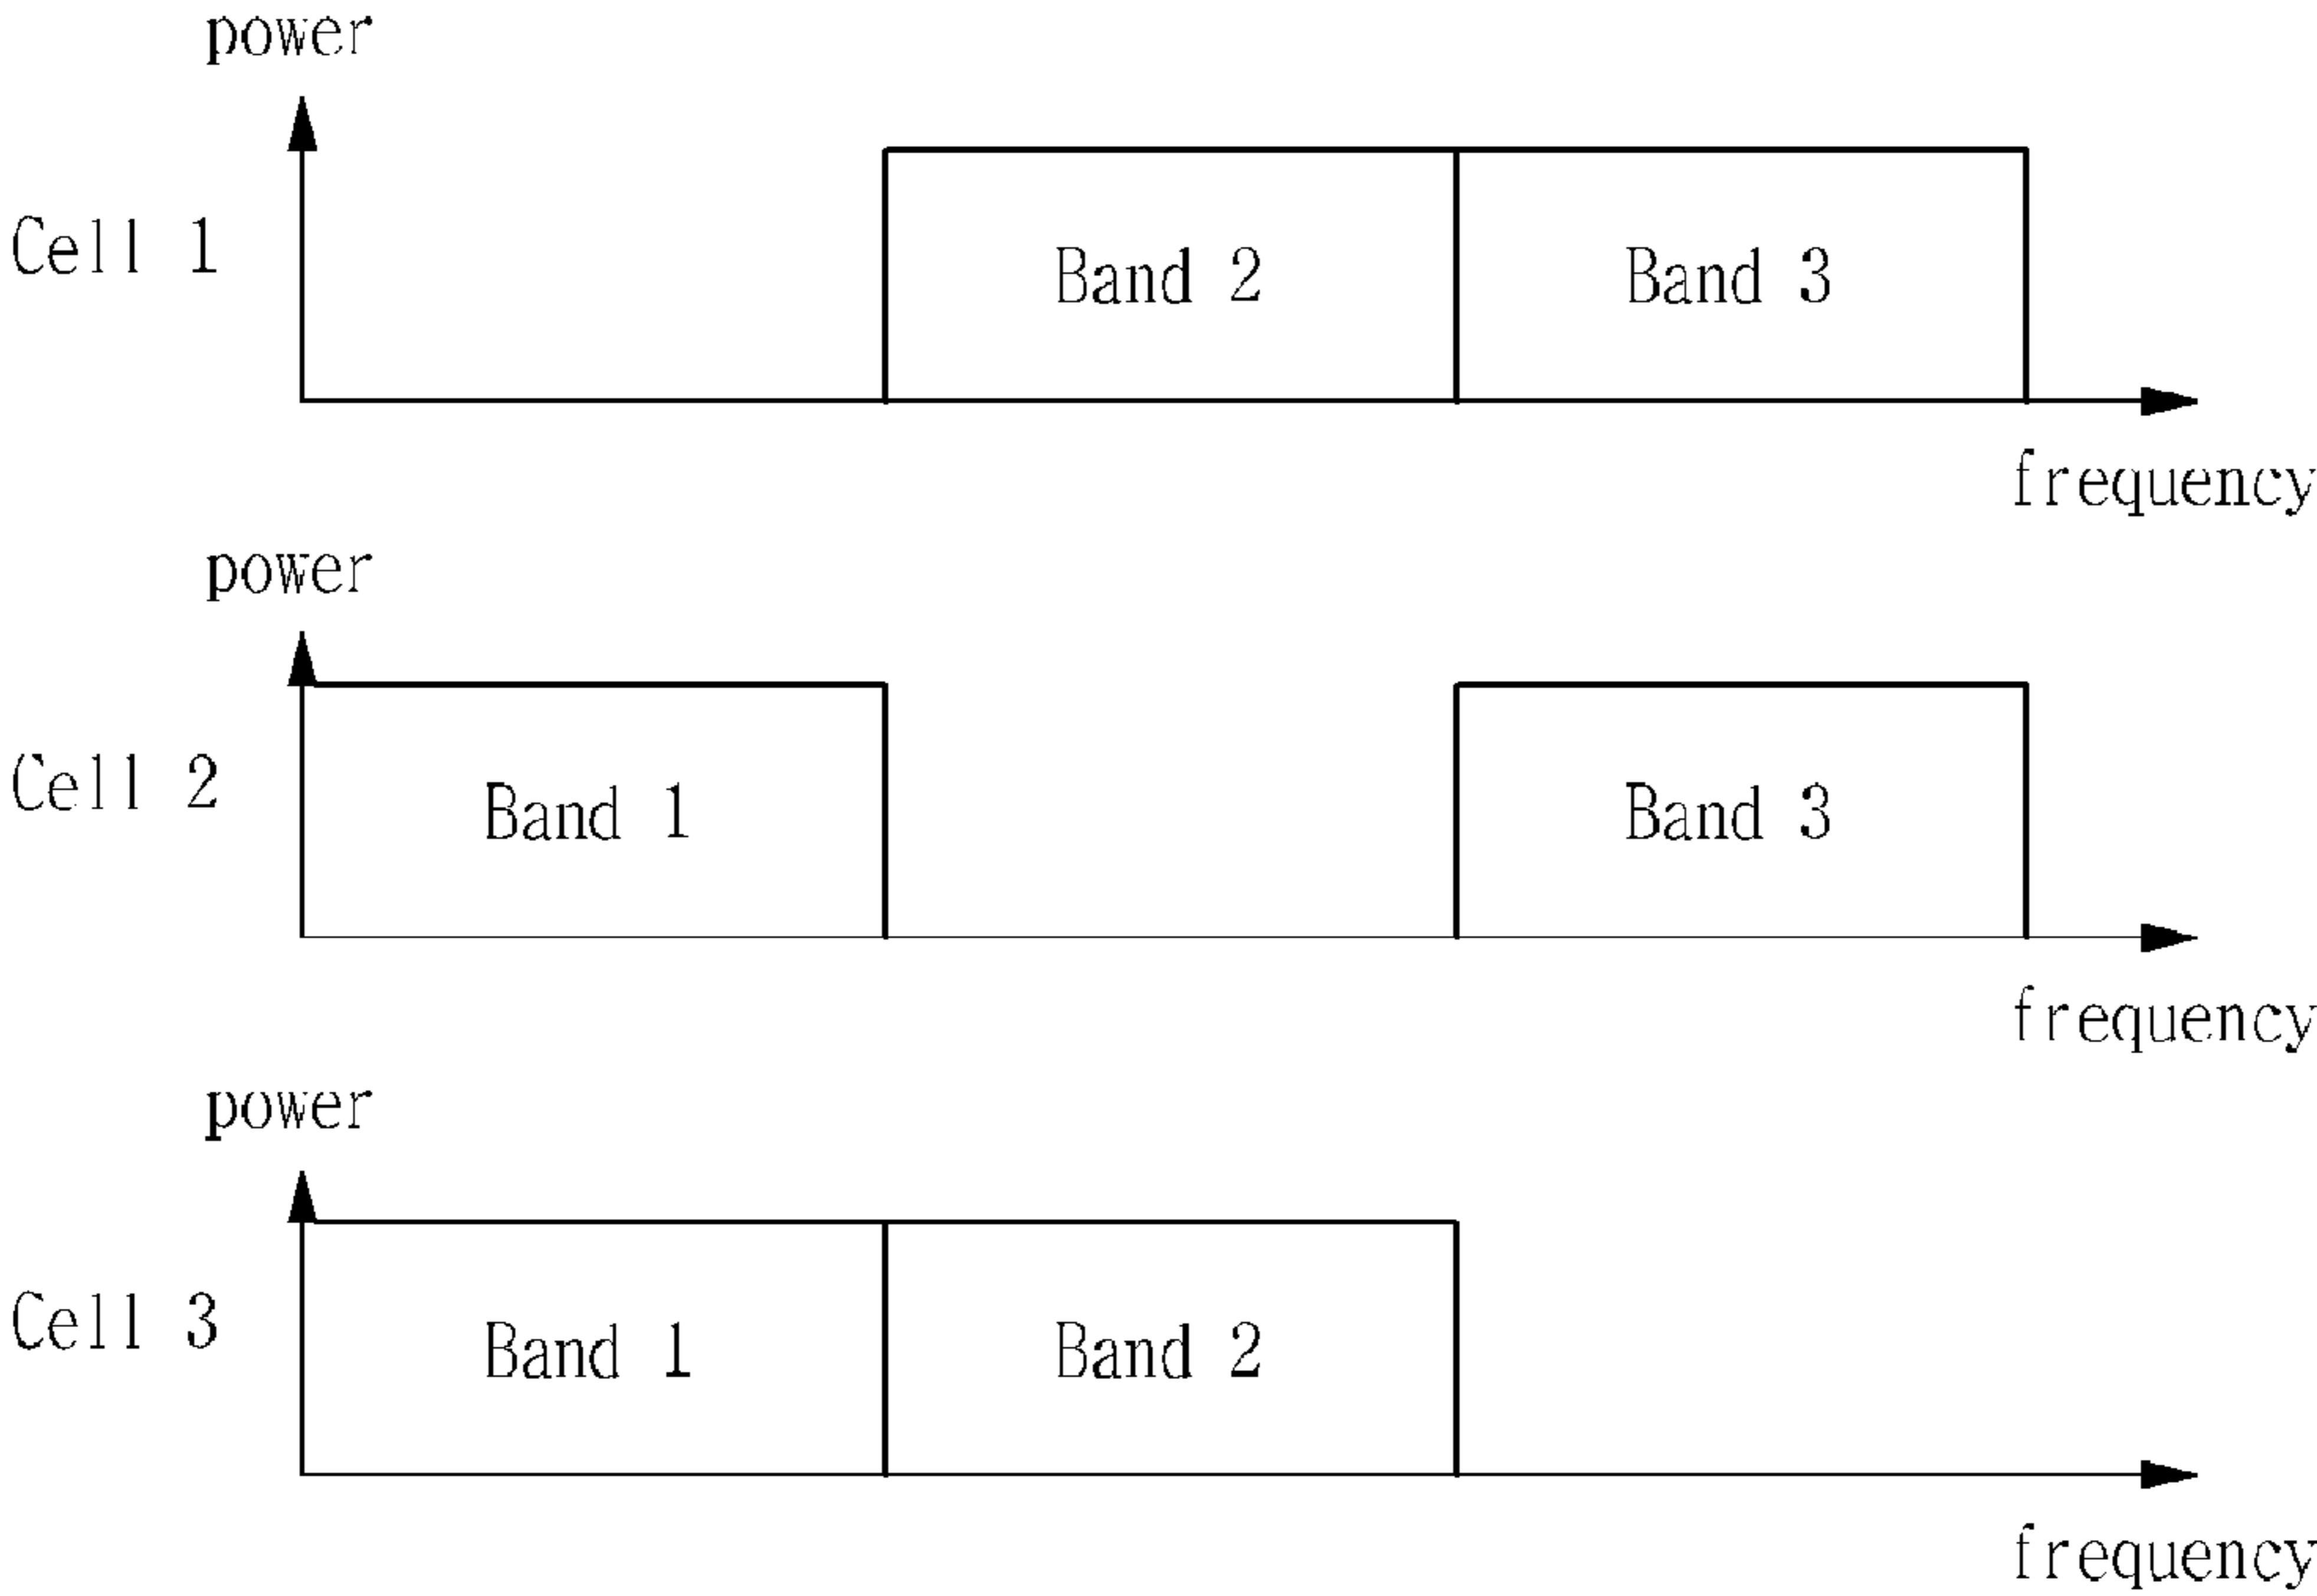 power
Cell 1
Band 2
Band 3
frequency
power
Cell 2
Band 1
Band 3
frequency
power
Cell 3
Band 1
Band 2
frequency